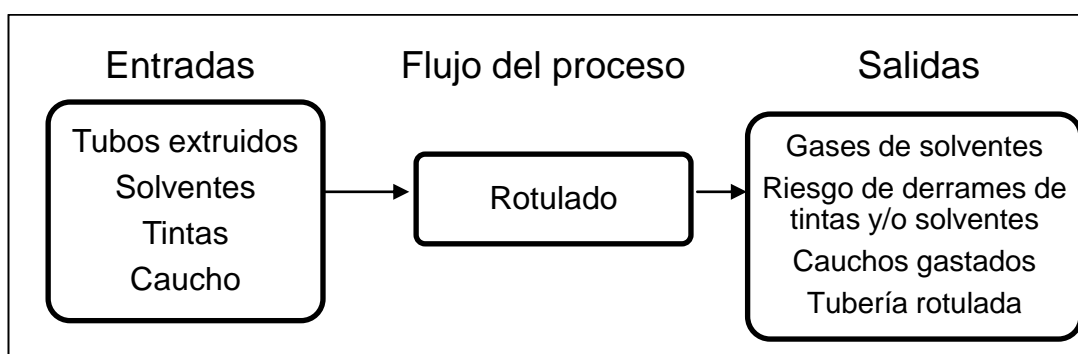 Entradas
Flujo del proceso
Salidas
Tubos extruidos
Solventes
Tintas
Caucho
Rotulado
Gases de solventes
Riesgo de derrames de
tintas y/o solventes
Cauchos gastados
Tubería rotulada